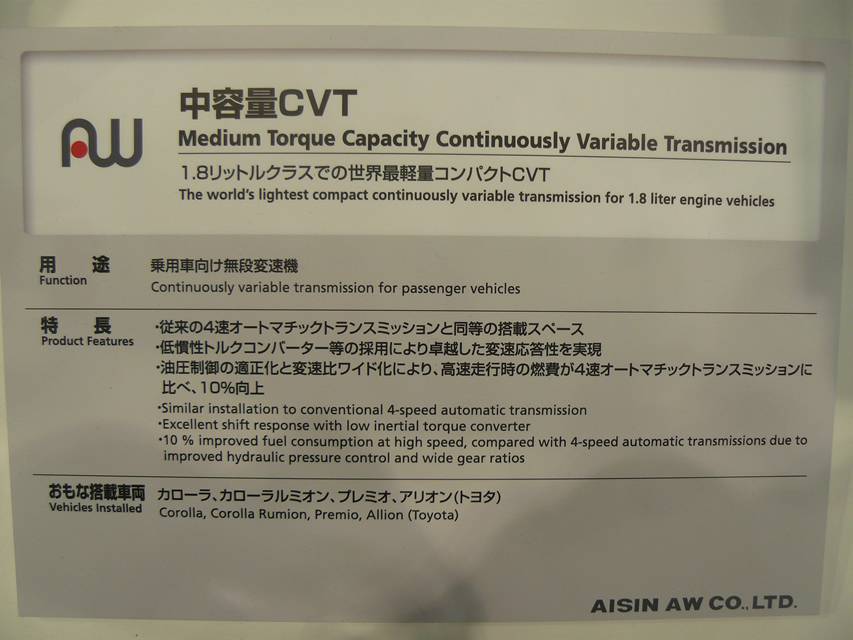 AW
中容量CVT
Medium Torque Capacity Continuously Variable Transmission
1.8リットルクラスでの世界最軽量コンパクトCVT
The world's lightest compact continuously variable transmission for 1.8 liter engine vehicles
用 途
Function
乗用車向け無段変速機
Continuously variable transmission for passenger vehicles
特 長
Product Features
・従来の4速オートマチックトランスミッションと同等の搭載スペース
・低慣性トルクコンバーター等の採用により卓越した変速応答性を実現
・油圧制御の適正化と変速比ワイド化により、高速走行時の燃費が4速オートマチックトランスミッションに
比べ、10%向上
・Similar installation to conventional 4-speed automatic transmission
・Excellent shift response with low inertial torque converter
・10 % improved fuel consumption at high speed, compared with 4-speed automatic transmissions due to
improved hydraulic pressure control and wide gear ratios
おもな搭載車両
Vehicles Installed
カローラ、カローラルミオン、プレミオ、アリオン(トヨタ)
Corolla, Corolla Rumion, Premio, Allion (Toyota)
AISIN AW CO., LTD.